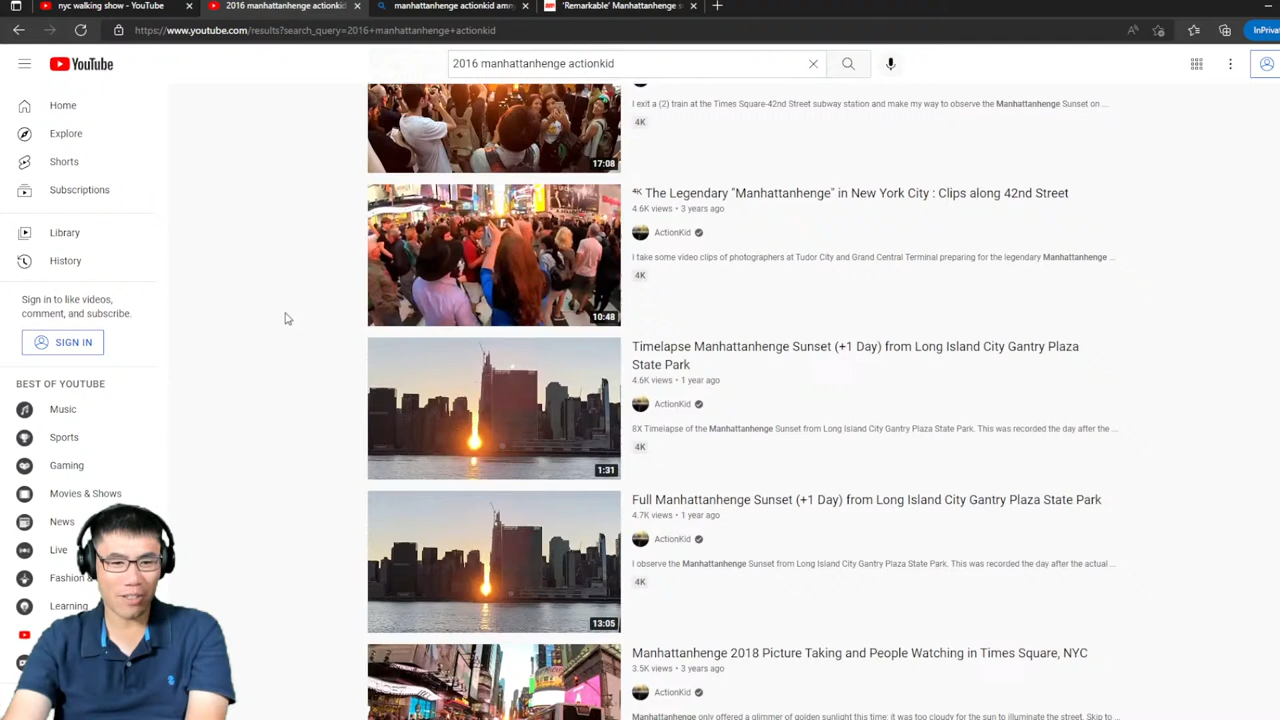 nyc walking show - YouTube
2016 manhattanhenge actionkid
manhattanhenge actionkid amny
'Remarkable' Manhattanhenge s
https://www.youtube.com/results?search_query=2016+manhattanhenge+actionkid
InPrivate
YouTube
2016 manhattanhenge actionkid
Home
Explore
Shorts
Subscriptions
Library
History
Sign in to like videos,
comment, and subscribe.
SIGN IN
BEST OF YOUTUBE
Music
Sports
Gaming
Movies & Shows
News
Live
Fashion &
Learning
I exit a (2) train at the Times Square-42nd Street subway station and make my way to observe the Manhattanhenge Sunset on ...
4K
17:08
4K The Legendary "Manhattanhenge" in New York City : Clips along 42nd Street
4.6K views • 3 years ago
ActionKid
I take some video clips of photographers at Tudor City and Grand Central Terminal preparing for the legendary Manhattanhenge ...
4K
10:48
Timelapse Manhattanhenge Sunset (+1 Day) from Long Island City Gantry Plaza
State Park
4.6K views • 1 year ago
ActionKid
8X Timelapse of the Manhattanhenge Sunset from Long Island City Gantry Plaza State Park. This was recorded the day after the ...
4K
1:31
Full Manhattanhenge Sunset (+1 Day) from Long Island City Gantry Plaza State Park
4.7K views • 1 year ago
ActionKid
I observe the Manhattanhenge Sunset from Long Island City Gantry Plaza State Park. This was recorded the day after the actual ...
4K
13:05
Manhattanhenge 2018 Picture Taking and People Watching in Times Square, NYC
3.5K views • 3 years ago
ActionKid
Manhattanhenge only offered a glimmer of golden sunlight this time; it was too cloudy for the sun to illuminate the street. Skip to ...